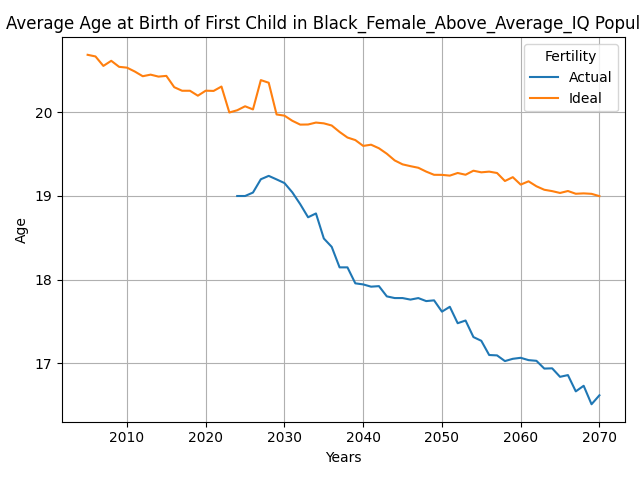 Average Age at Birth of First Child in Black_Female_Above_Average_IQ Popul
Fertility
Actual
Ideal
Age
20
19
18
17
2010 2020 2030 2040 2050 2060 2070
Years